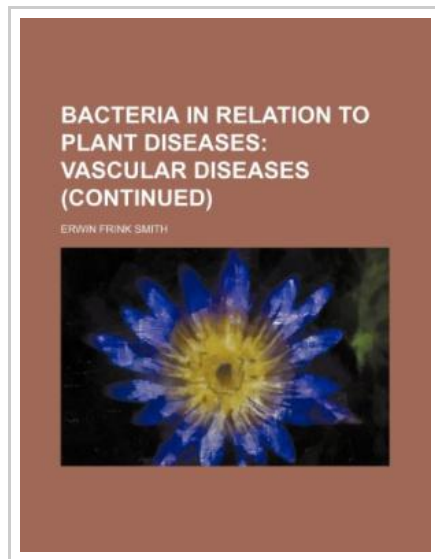 BACTERIA IN RELATION TO
PLANT DISEASES:
VASCULAR DISEASES
(CONTINUED)
ERWIN FRINK SMITH